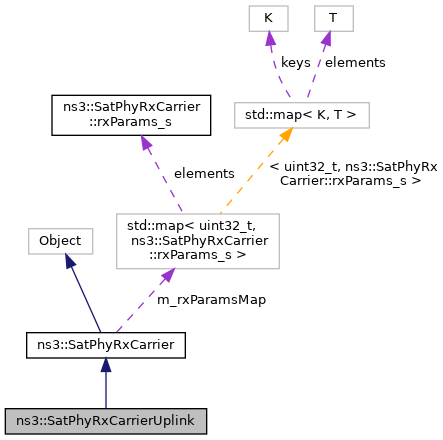 K
T
keys
elements
ns3::SatPhyRxCarrier
::rxParams_s
std::map< K, T >
elements
< uint32_t, ns3::SatPhyRx
Carrier::rxParams_s >
std::map< uint32_t,
ns3::SatPhyRxCarrier
::rxParams_s >
Object
m_rxParamsMap
ns3::SatPhyRxCarrier
ns3::SatPhyRxCarrierUplink